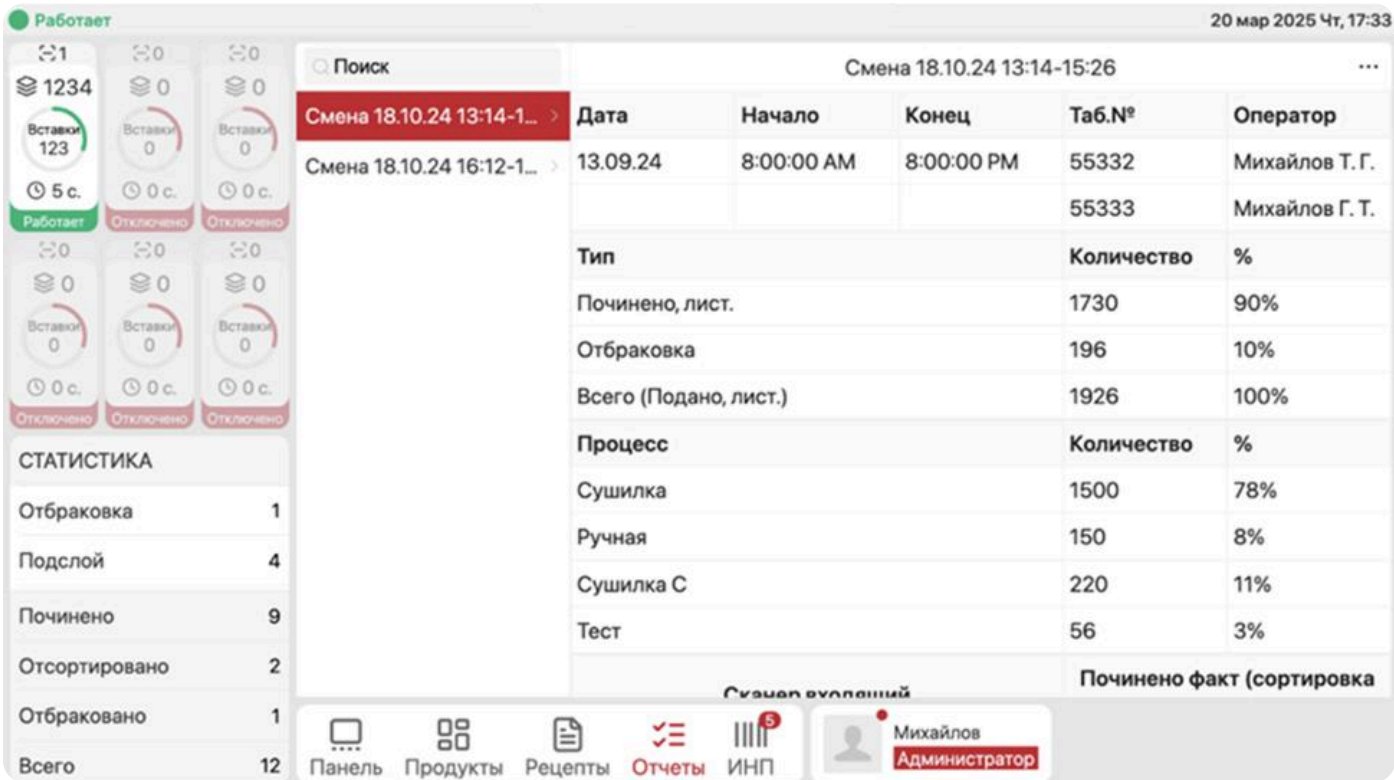 Работает
20 мар 2025 Чт, 17:33
1 0 0
1234 0 0
Вставки Вставки Вставки
123 0 0
5 с. 0 с. 0 с.
Работает Отключено Отключено
0 0 0
0 0 0
Вставки Вставки Вставки
0 0 0
0 с. 0 с. 0 с.
Отключено Отключено Отключено
СТАТИСТИКА
Отбраковка 1
Подслой 4
Починено 9
Отсортировано 2
Отбраковано 1
Всего 12
Поиск
Смена 18.10.24 13:14-1...
Смена 18.10.24 16:12-1...
Смена 18.10.24 13:14-15:26 ...
Дата Начало Конец Таб.№ Оператор
13.09.24 8:00:00 AM 8:00:00 PM 55332 Михайлов Т. Г.
55333 Михайлов Г. Т.
Тип Количество %
Починено, лист. 1730 90%
Отбраковка 196 10%
Всего (Подано, лист.) 1926 100%
Процесс Количество %
Сушилка 1500 78%
Ручная 150 8%
Сушилка С 220 11%
Тест 56 3%
Сканер входящий
Починено факт (сортировка
Панель Продукты Рецепты Отчеты ИНП 5
Михайлов
Администратор